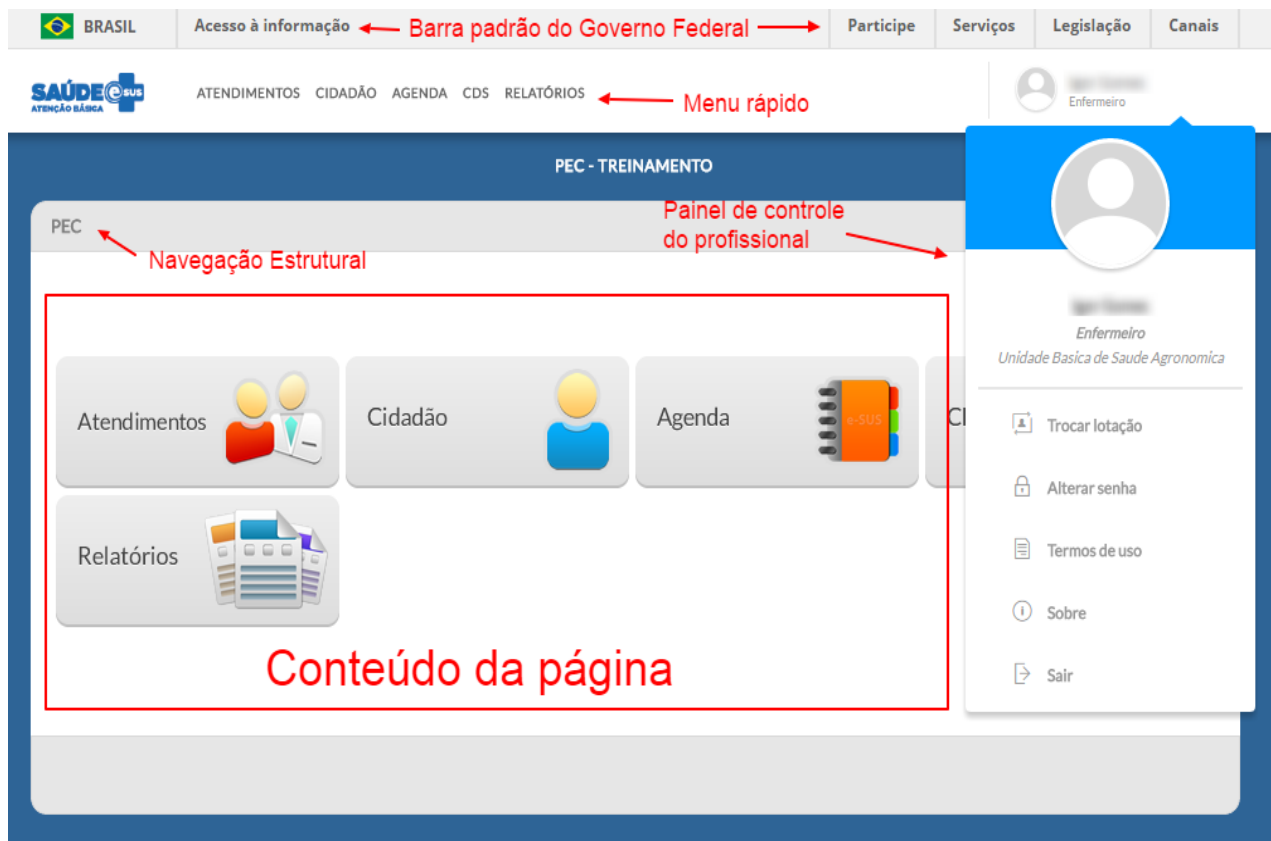 BRASIL Acesso à informação Barra padrão do Governo Federal Participe Serviços Legislação Canais
SAÚDE e-SUS
ATENÇÃO BÁSICA
ATENDIMENTOS CIDADÃO AGENDA CDS RELATÓRIOS Menu rápido
Enfermeiro
PEC - TREINAMENTO
PEC
Navegação Estrutural
Painel de controle
do profissional
Enfermeiro
Unidade Basica de Saude Agronomica
Atendimentos Cidadão Agenda e-SUS
Trocar lotação
Alterar senha
Relatórios
Termos de uso
Sobre
Conteúdo da página
Sair